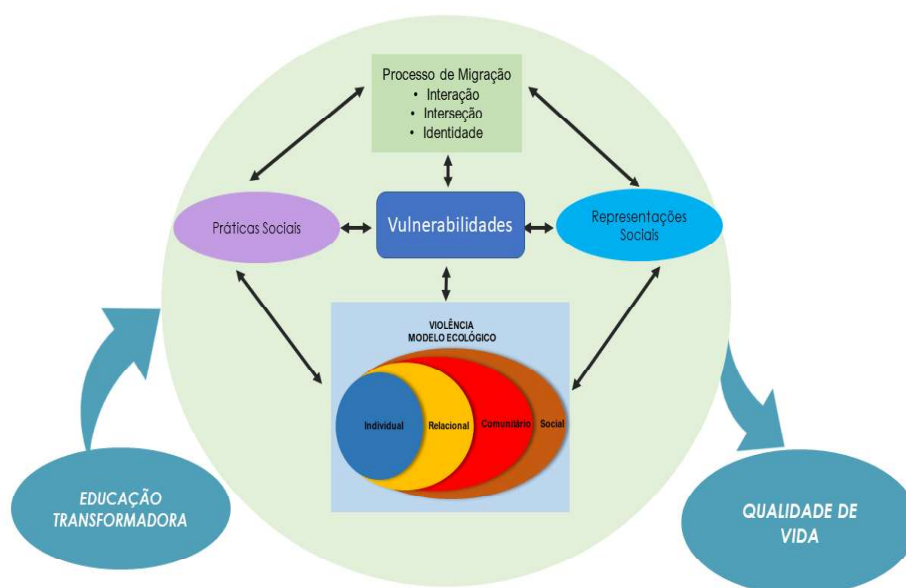 Processo de Migração
• Interação
• Interseção
• Identidade
Práticas Sociais
Vulnerabilidades
Representações
Sociais
VIOLÊNCIA
MODELO ECOLÓGICO
Individual
Relacional
Comunitário
Social
EDUCAÇÃO
TRANSFORMADORA
QUALIDADE DE
VIDA